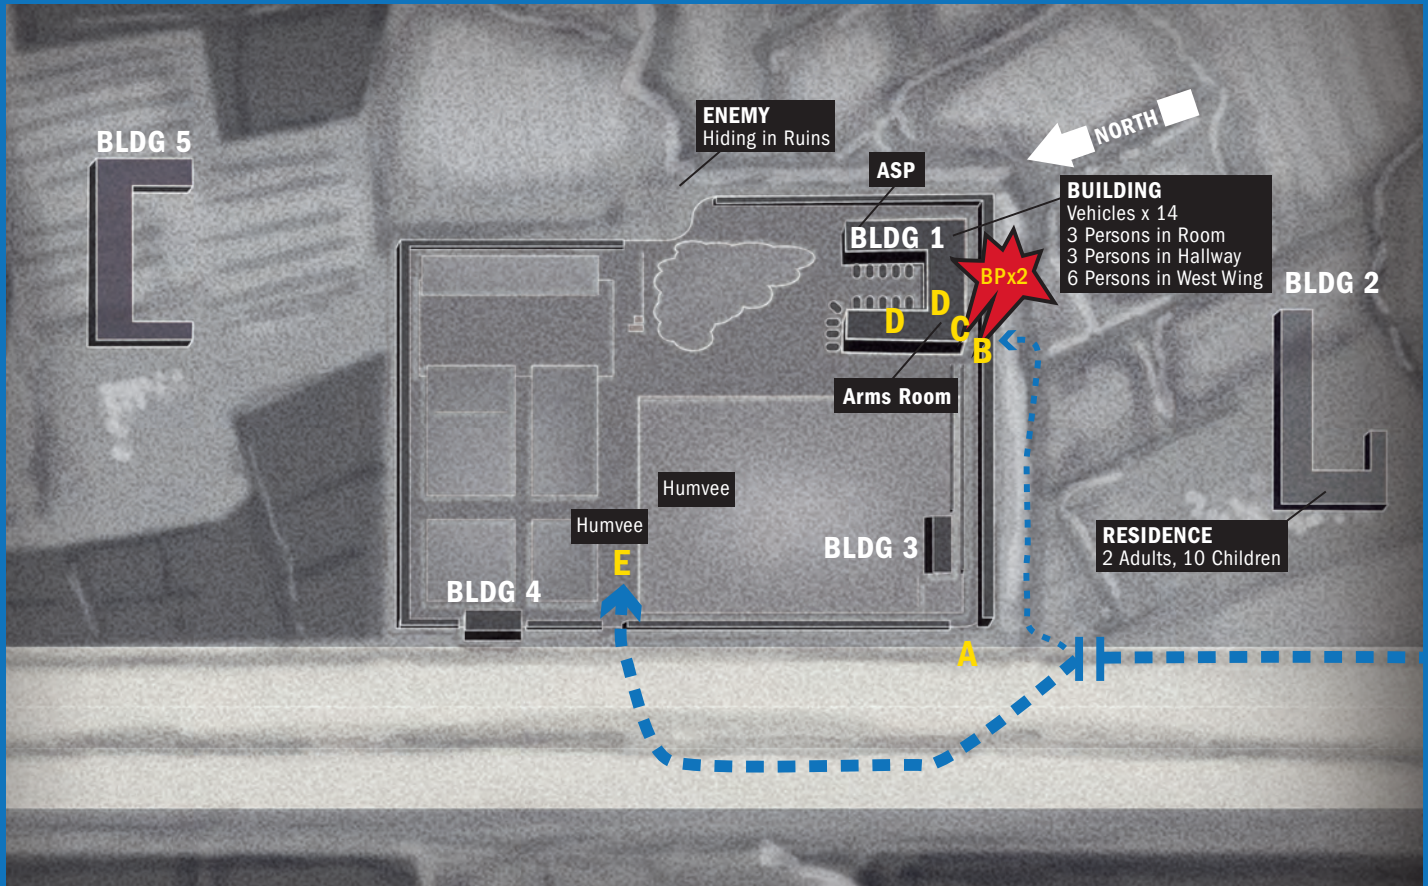 ENEMY
Hiding in Ruins
NORTH
BLDG 5
ASP
BUILDING
Vehicles x 14
3 Persons in Room
3 Persons in Hallway
6 Persons in West Wing
BLDG 1
BPx2
BLDG 2
D
D
C
B
Arms Room
Humvee
Humvee
RESIDENCE
2 Adults, 10 Children
BLDG 3
E
BLDG 4
A